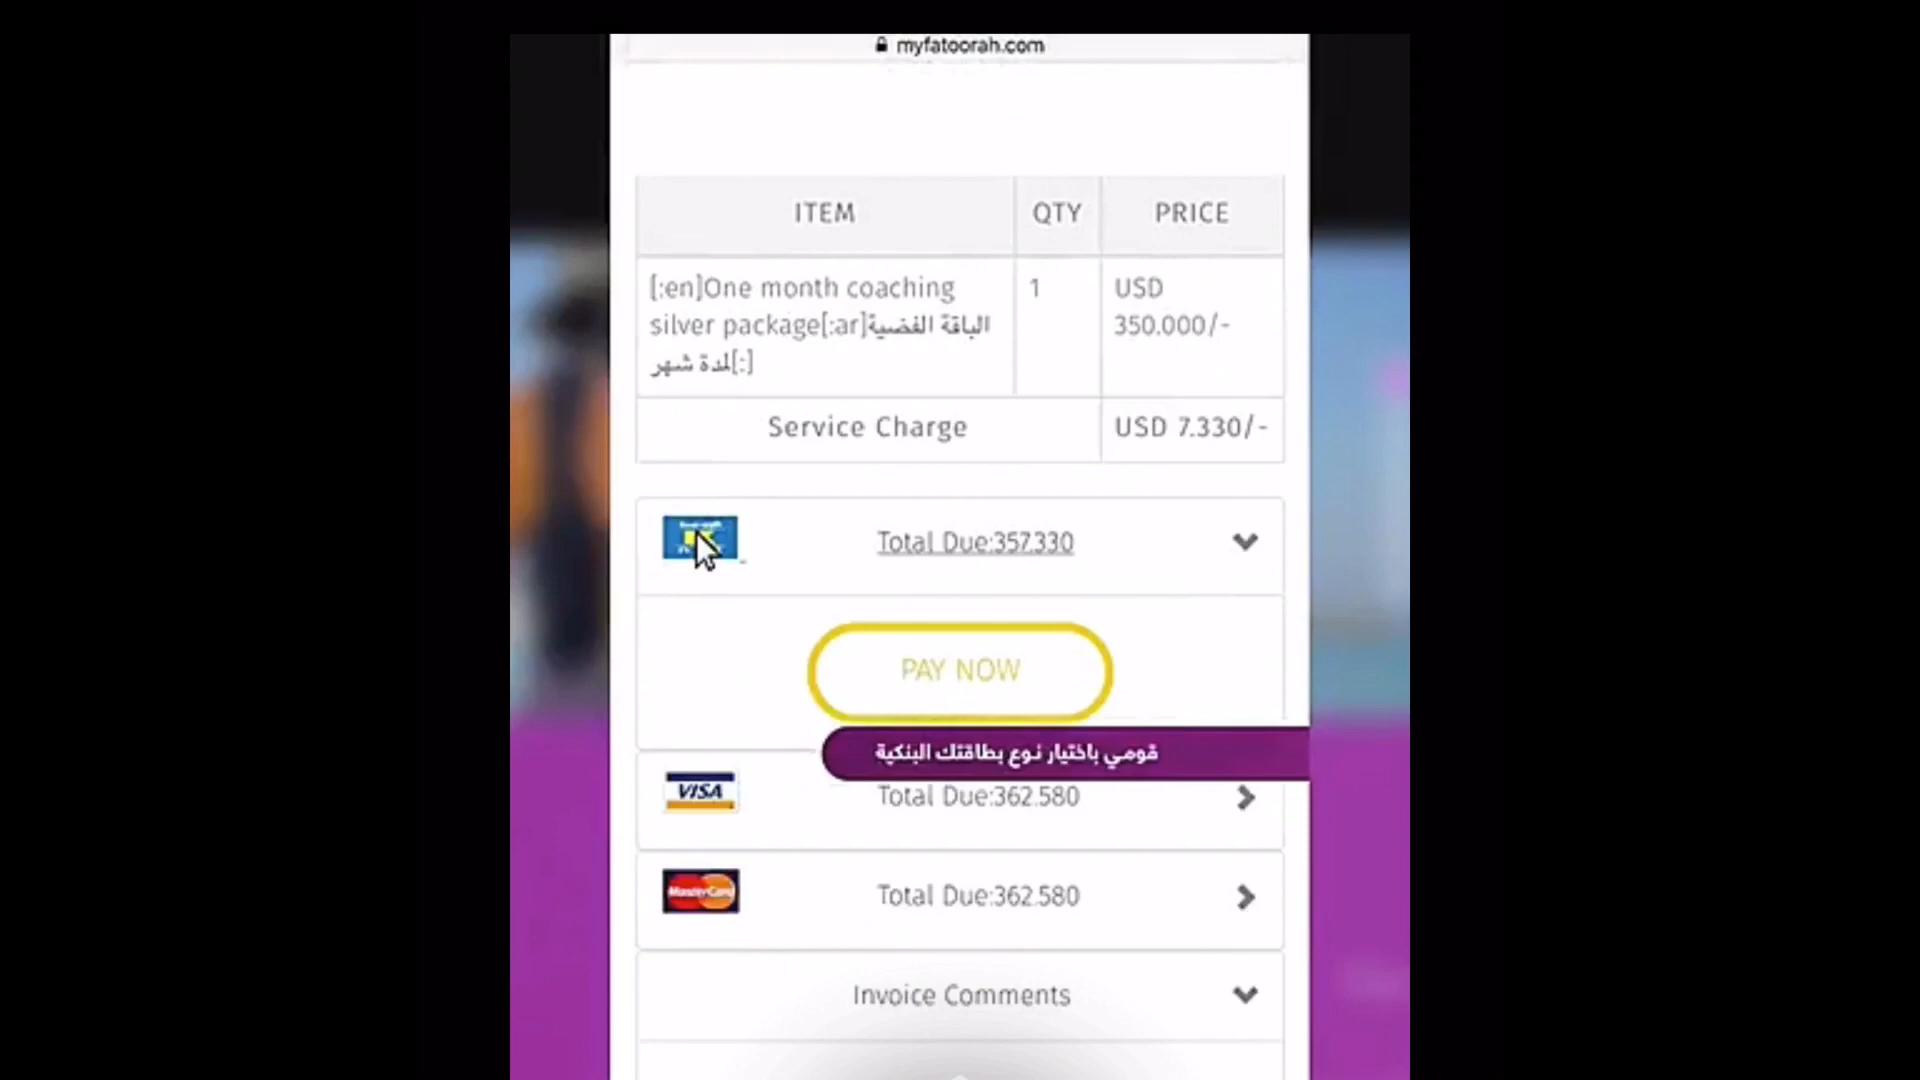 myfatoorah.com
ITEM QTY PRICE
[:en]One month coaching 1 USD
silver package[:ar]الباقة الفضية 350.000/-
لمدة شهر[:]
Service Charge USD 7.330/-
Total Due:357.330
PAY NOW
قومي باختيار نوع بطاقتك البنكية
VISA Total Due:362.580
MasterCard Total Due:362.580
Invoice Comments